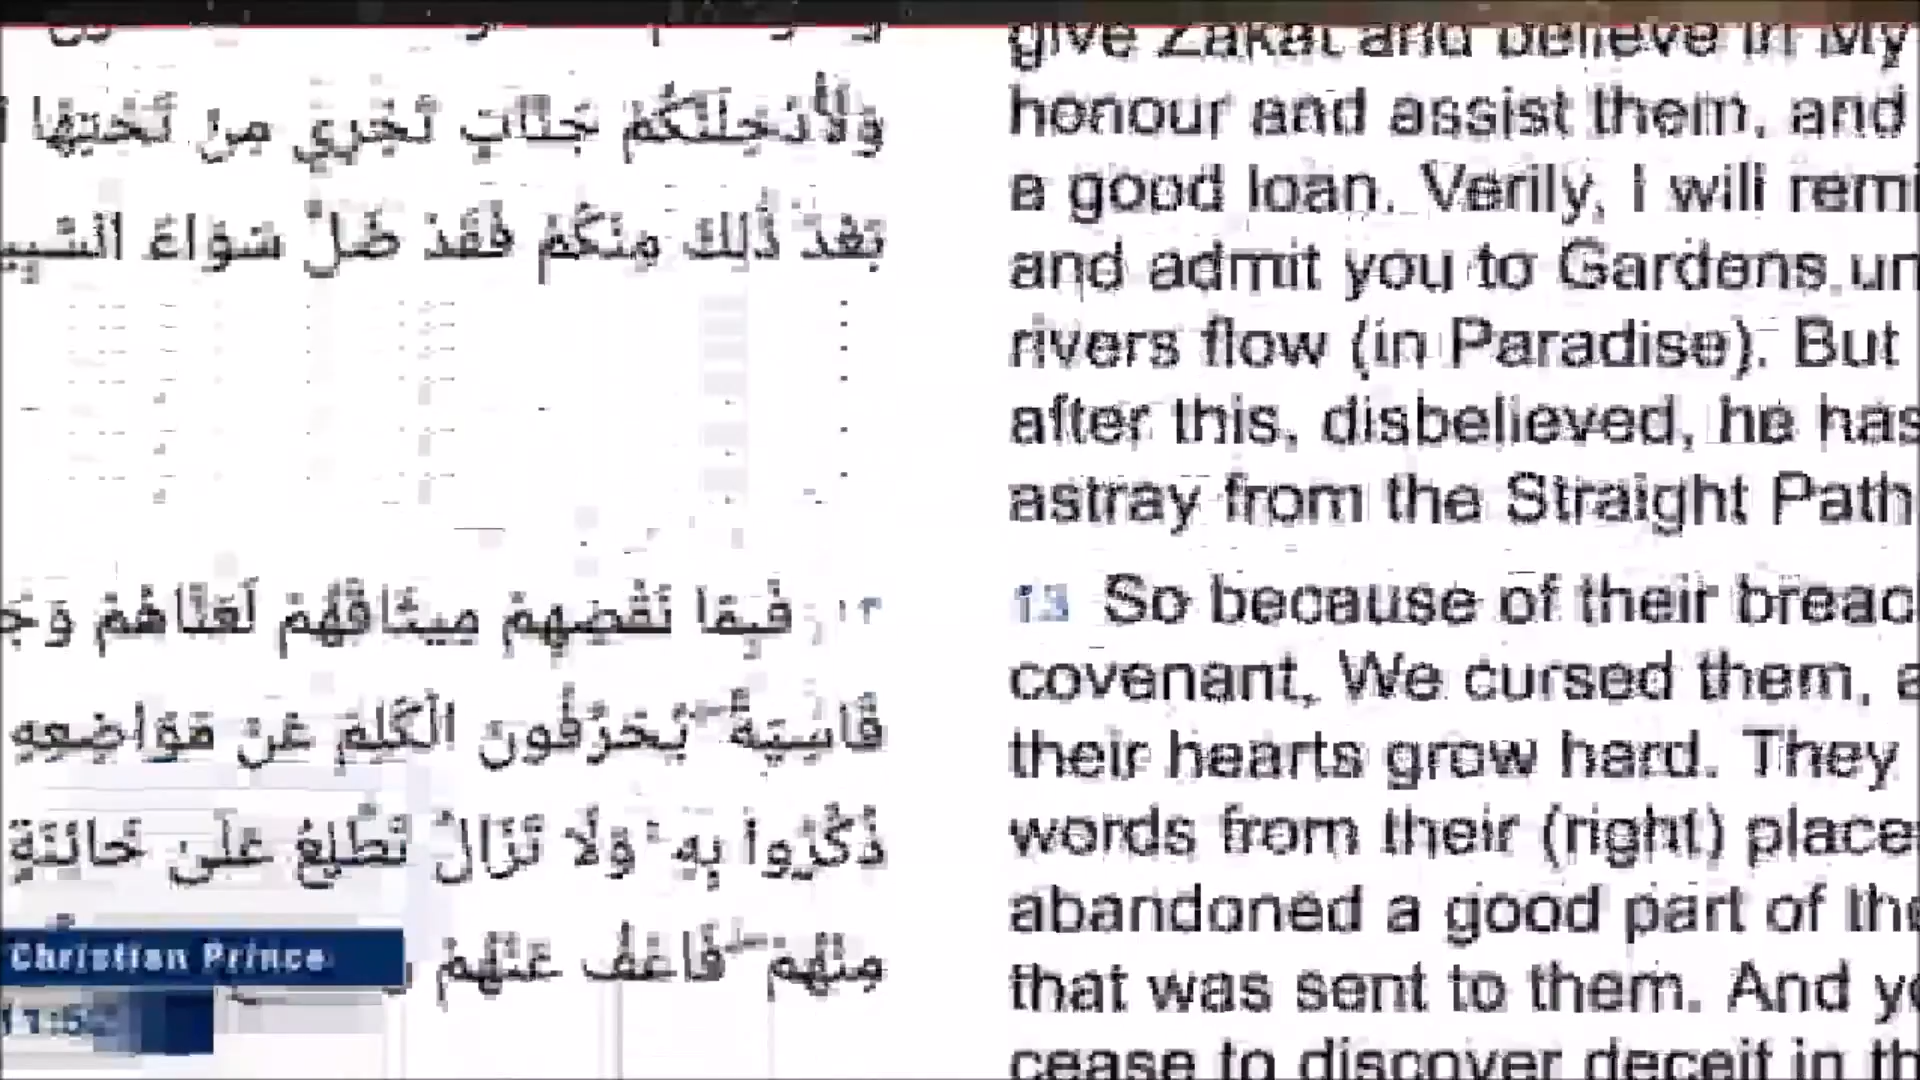 وَلَأُدْخِلَنَّكُمْ جَنَّاتٍ تَجْرِي مِن تَحْتِهَا
بَعْدَ ذَٰلِكَ مِنكُمْ فَقَدْ ضَلَّ سَوَاءَ السَّبِي
١٣ فَبِمَا نَقْضِهِم مِّيثَاقَهُمْ لَعَنَّاهُمْ وَجَ
قَاسِيَةً ۖ يُحَرِّفُونَ الْكَلِمَ عَن مَّوَاضِعِهِ
ذُكِّرُوا بِهِ ۚ وَلَا تَزَالُ تَطَّلِعُ عَلَىٰ خَائِنَةٍ
مِّنْهُمْ ۖ فَاعْفُ عَنْهُمْ
give Zakat and believe in My
honour and assist them, and
a good loan. Verily, I will remi
and admit you to Gardens un
rivers flow (in Paradise). But
after this, disbelieved, he has
astray from the Straight Path
13 So because of their breac
covenant, We cursed them, a
their hearts grow hard. They
words from their (right) place
abandoned a good part of the
that was sent to them. And yo
cease to discover deceit in th
Christian Prince